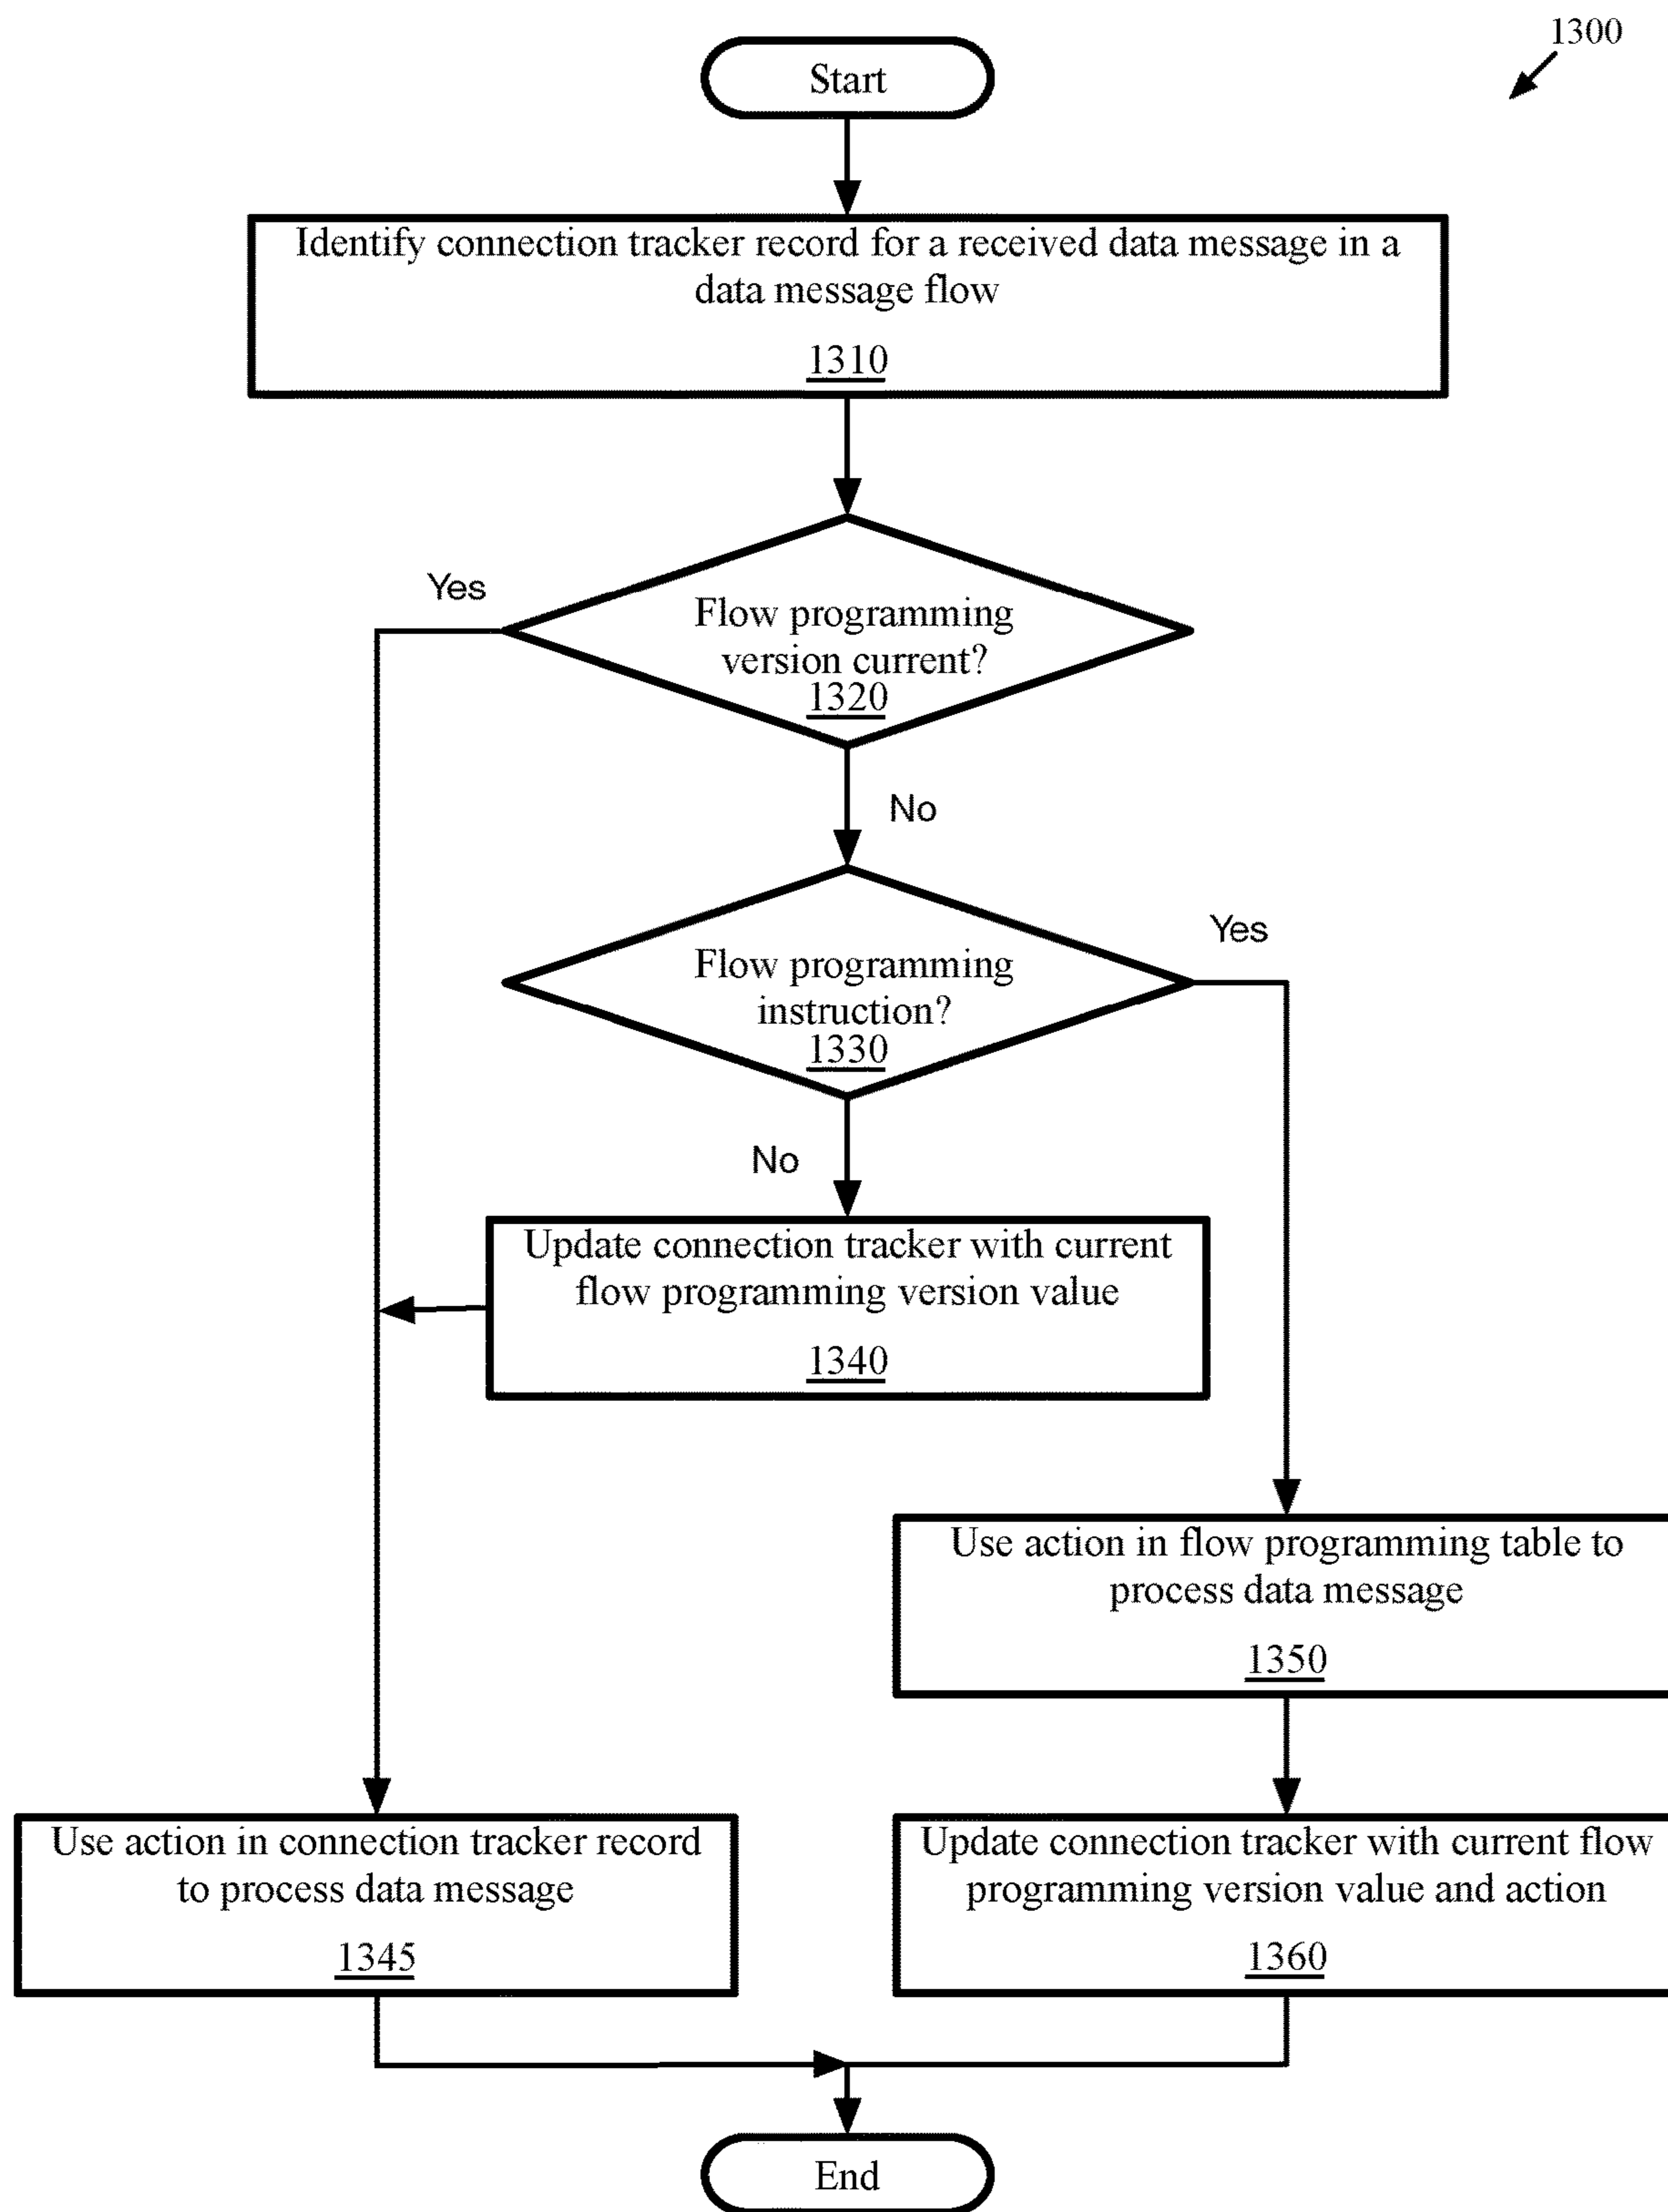 1300
Start
Identify connection tracker record for a received data message in a
data message flow
1310
Yes
Flow programming
version current?
1320
No
Yes
Flow programming
instruction?
1330
No
Update connection tracker with current
flow programming version value
1340
Use action in flow programming table to
process data message
1350
Use action in connection tracker record
to process data message
1345
Update connection tracker with current flow
programming version value and action
1360
End